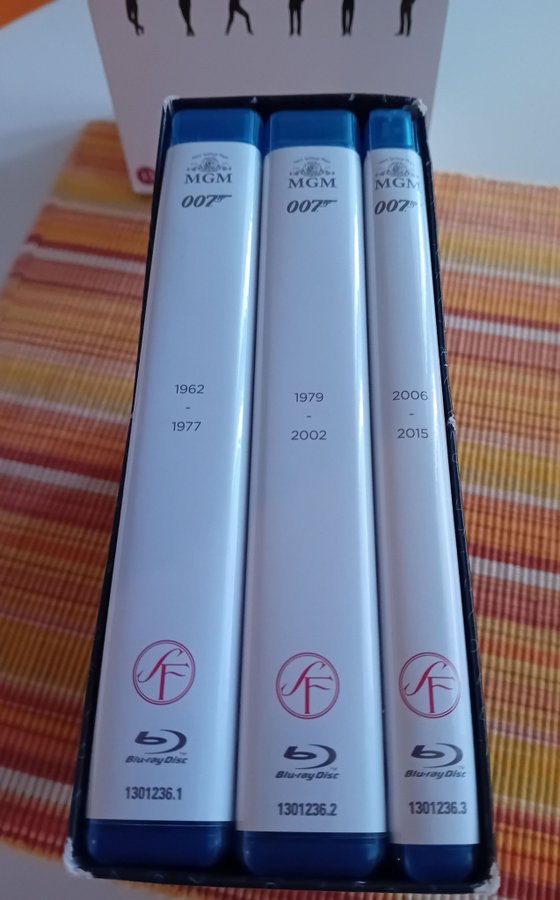 MGM
007
1962
-
1977
SF
Blu-ray Disc
1301236.1
MGM
007
1979
-
2002
SF
Blu-ray Disc
1301236.2
MGM
007
2006
-
2015
SF
Blu-ray Disc
1301236.3